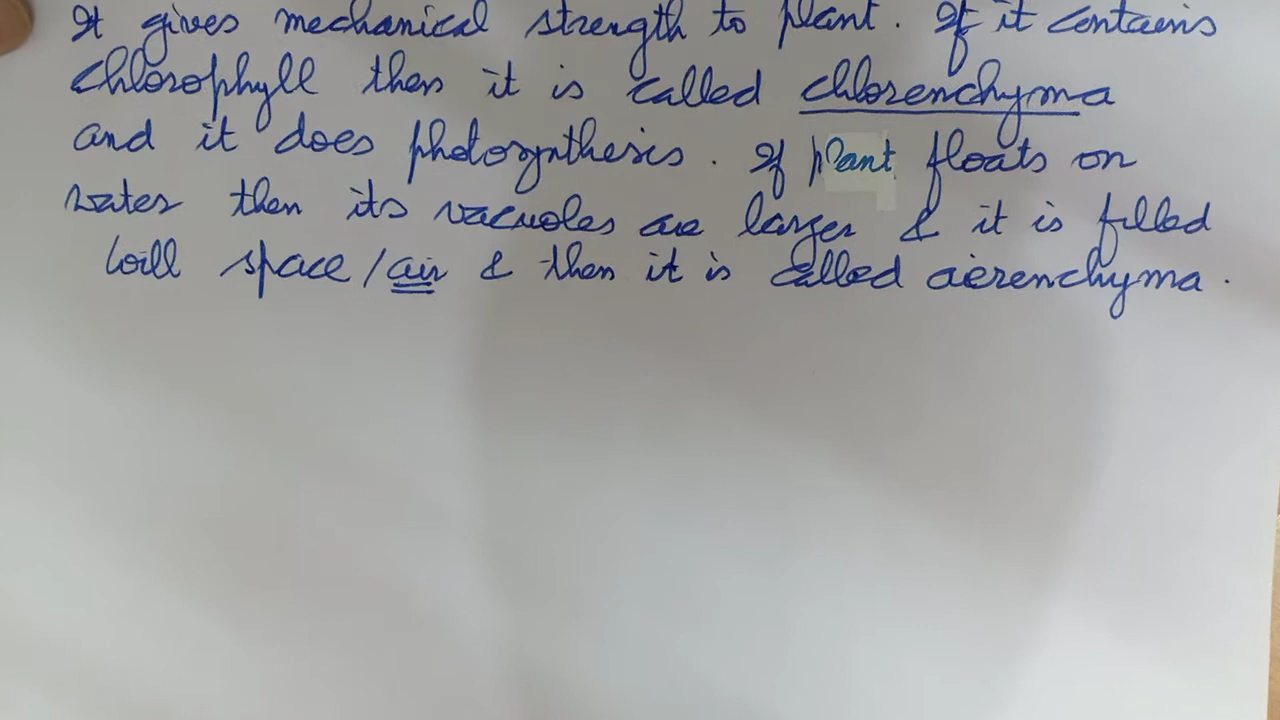 It gives mechanical strength to plant. If it contains
chlorophyll then it is called chlorenchyma
and it does photosynthesis. If plant floats on
water then its vacuoles are larger & it is filled
will space/air & then it is called aerenchyma.